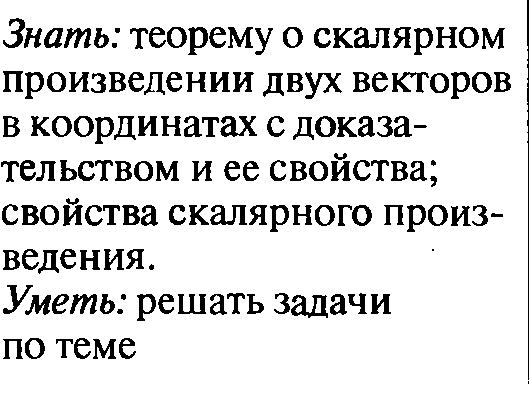 Знать: теорему о скалярном
произведении двух векторов
в координатах с доказа-
тельством и ее свойства;
свойства скалярного произ-
ведения.
Уметь: решать задачи
по теме